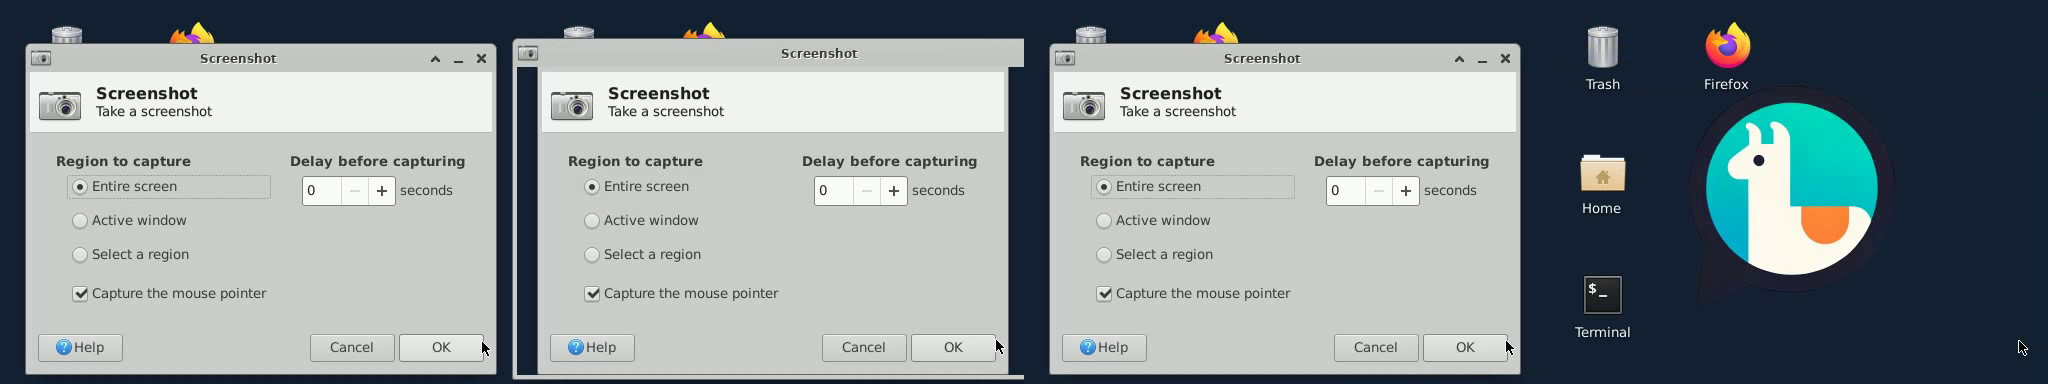 Screenshot
Screenshot
Take a screenshot
Region to capture
Delay before capturing
Entire screen
0
seconds
Active window
Select a region
Capture the mouse pointer
Help
Cancel
OK
Screenshot
Screenshot
Take a screenshot
Region to capture
Delay before capturing
Entire screen
0
seconds
Active window
Select a region
Capture the mouse pointer
Help
Cancel
OK
Screenshot
Screenshot
Take a screenshot
Region to capture
Delay before capturing
Entire screen
0
seconds
Active window
Select a region
Capture the mouse pointer
Help
Cancel
OK
Trash
Firefox
Home
$_
Terminal